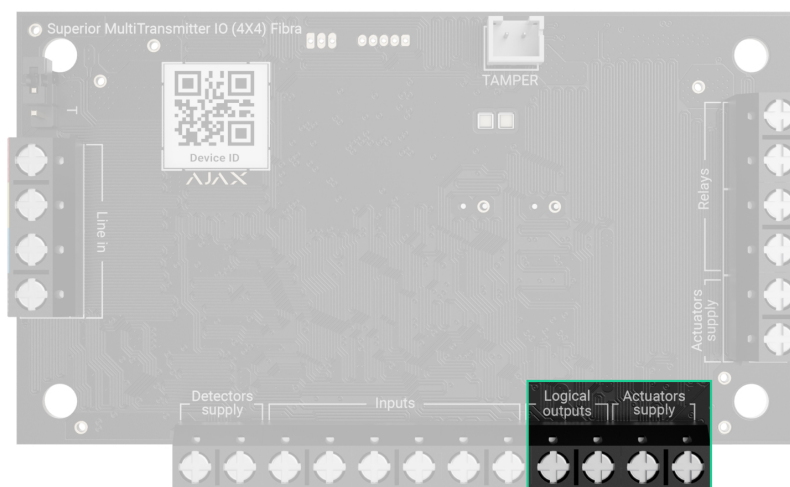 Superior MultiTransmitter IO (4X4) Fibra
TAMPER
T
Device ID
AJAX
Line in
Relays
Actuators
supply
Detectors
supply
Inputs
Logical
outputs
Actuators
supply